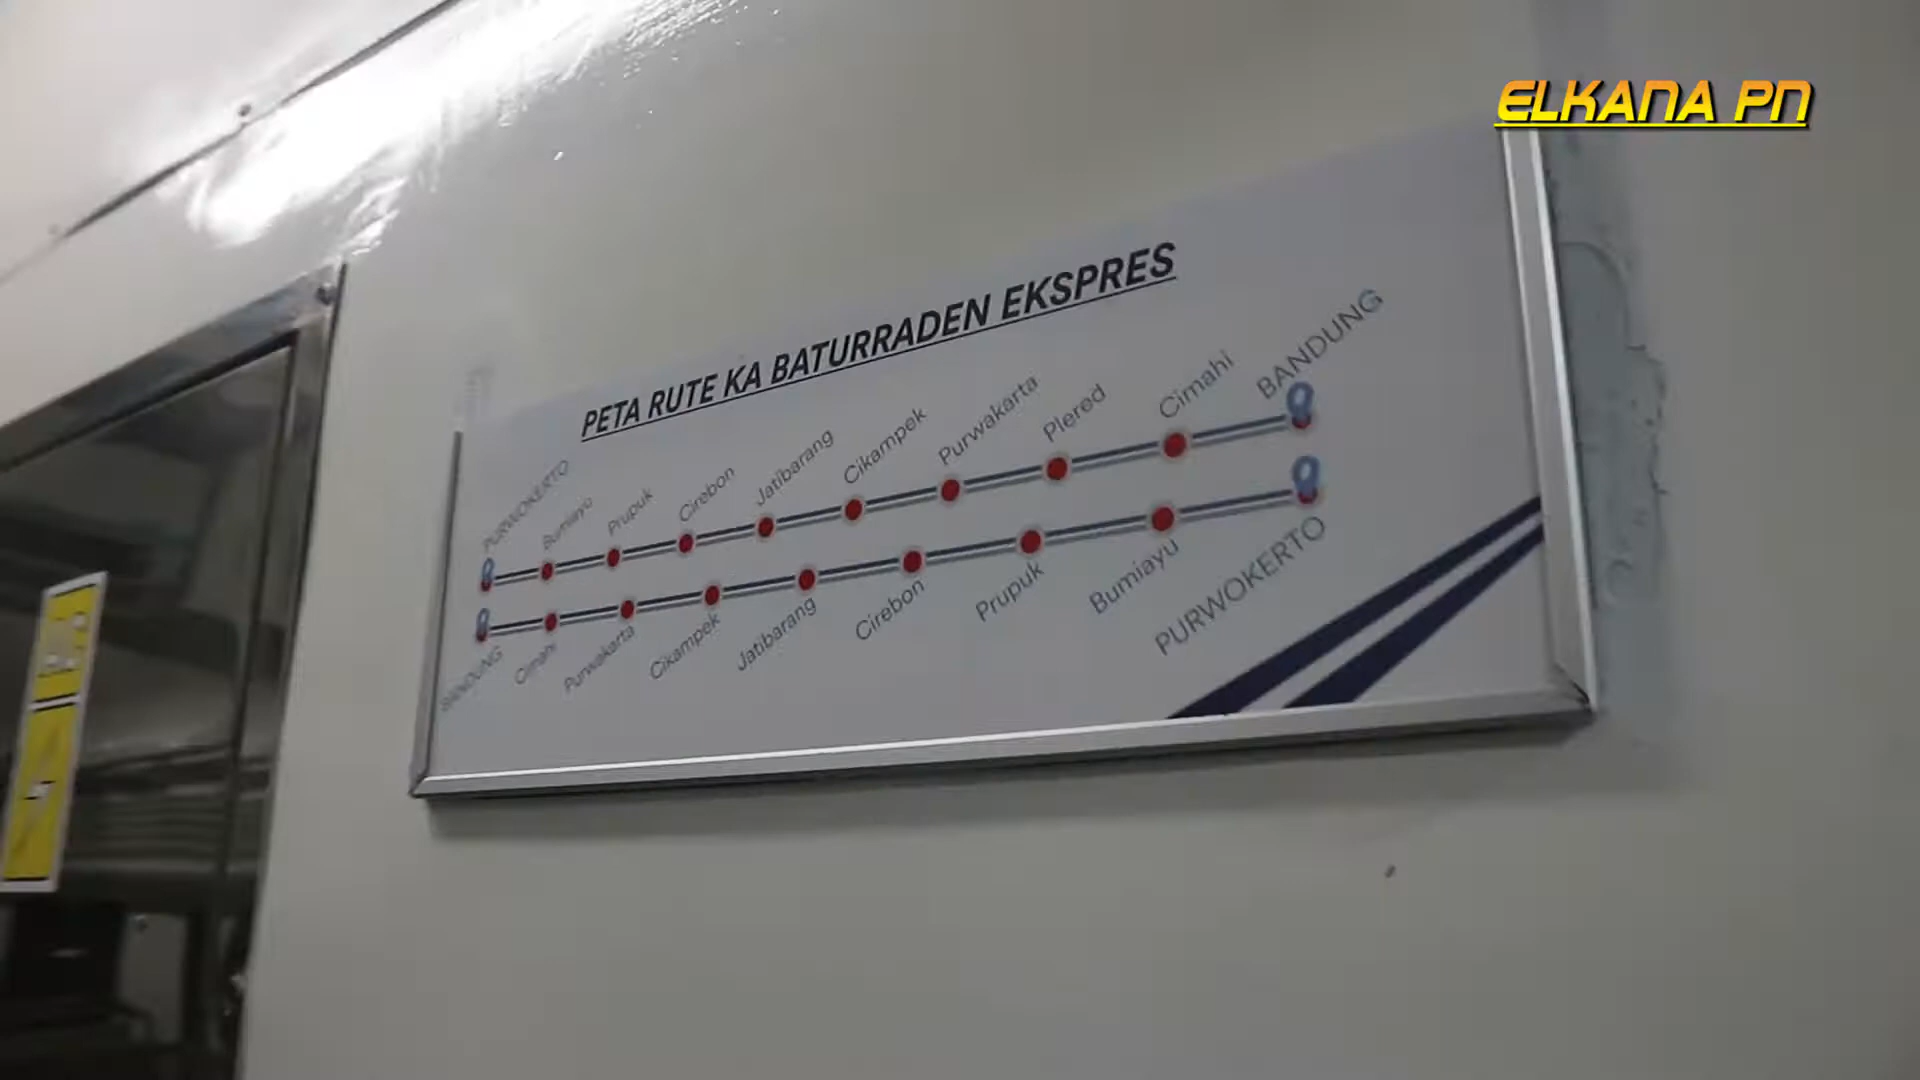 ELKANA PN
PETA RUTE KA BATURRADEN EKSPRES
PURWOKERTO
Bumiayu
Prupuk
Cirebon
Jatibarang
Cikampek
Purwakarta
Plered
Cimahi
BANDUNG
BANDUNG
Cimahi
Purwakarta
Cikampek
Jatibarang
Cirebon
Prupuk
Bumiayu
PURWOKERTO